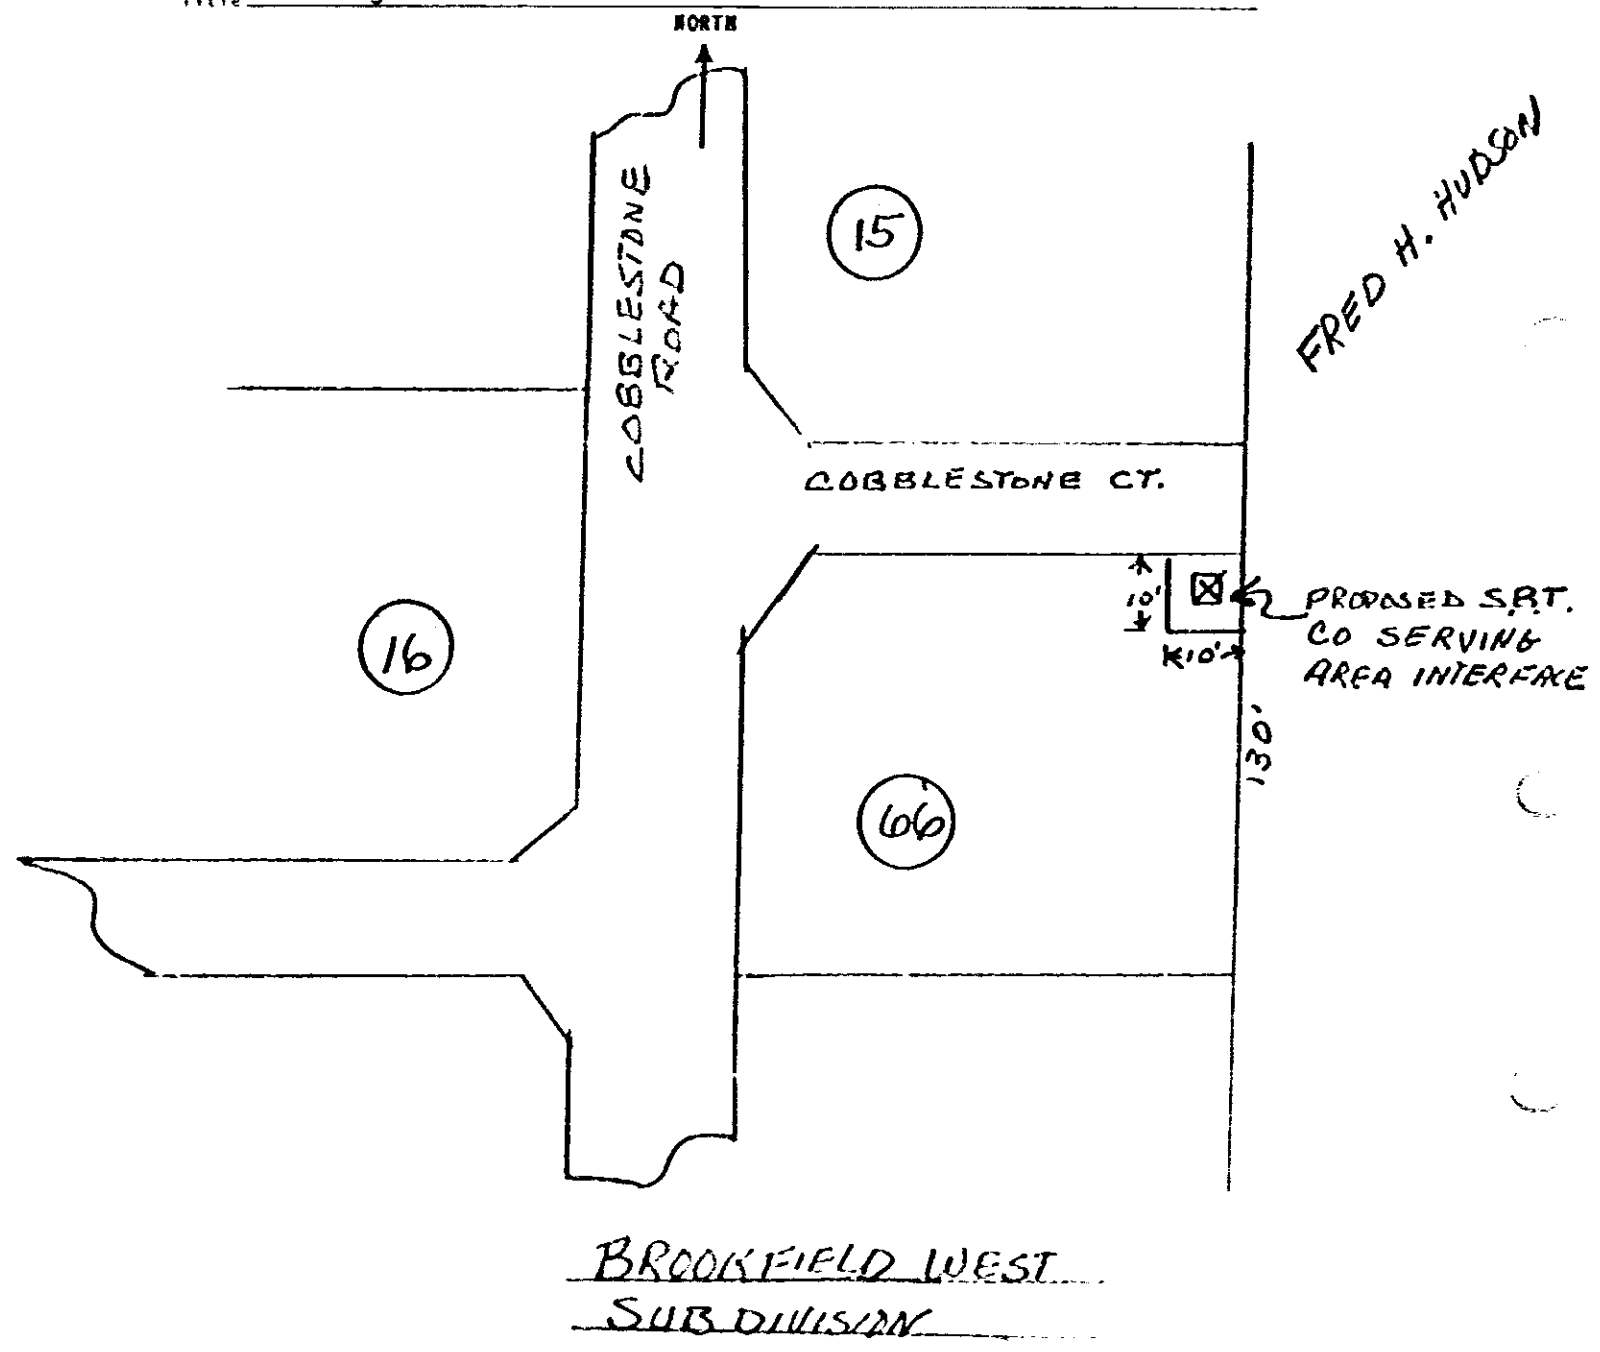 NORTH
COBBLESTONE
ROAD
15
FRED H. HUDSON
COBBLESTONE CT.
10'
10'
PROPOSED S.B.T.
CO SERVING
AREA INTERFACE
16
130'
66
BROOKFIELD WEST
SUBDIVISION